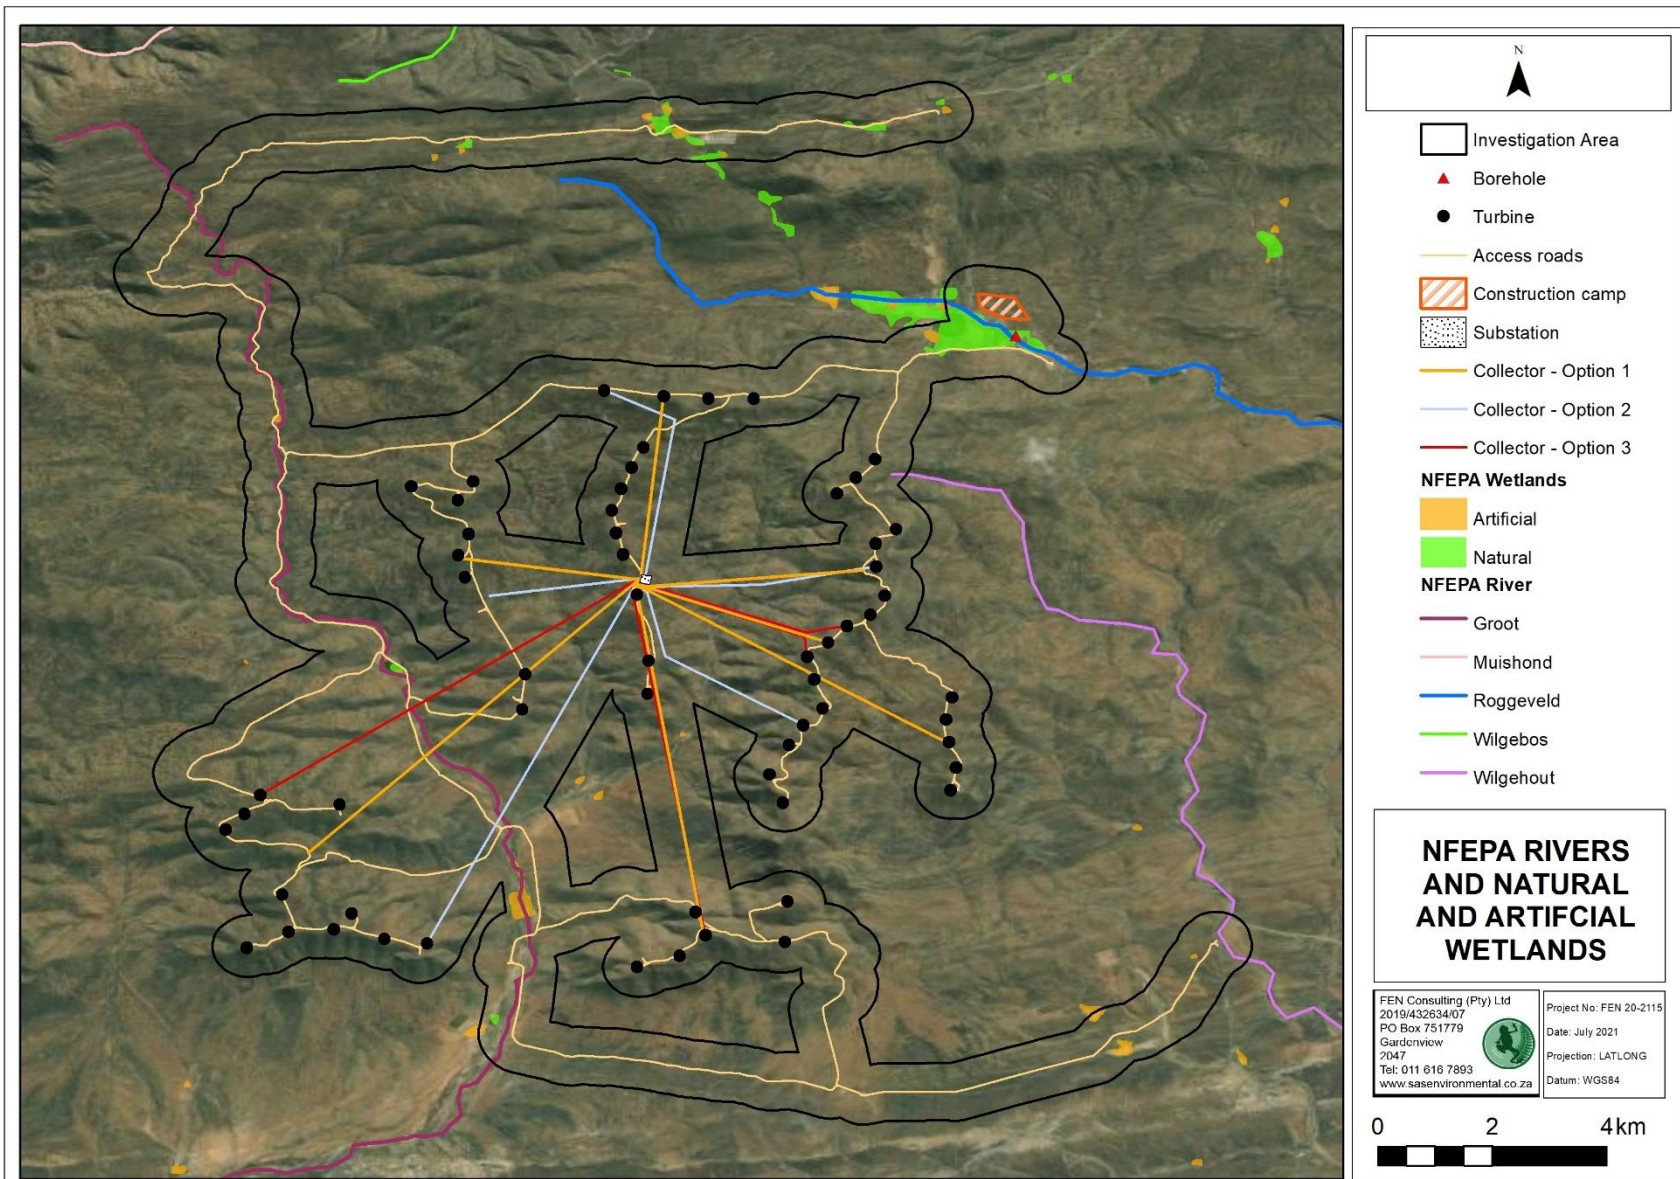 N
Investigation Area
Borehole
Turbine
Access roads
Construction camp
Substation
Collector - Option 1
Collector - Option 2
Collector - Option 3
NFEPA Wetlands
Artificial
Natural
NFEPA River
Groot
Muishond
Roggeveld
Wilgebos
Wilgehout
NFEPA RIVERS
AND NATURAL
AND ARTIFCIAL
WETLANDS
FEN Consulting (Pty) Ltd
2019/432634/07
PO Box 751779
Gardenview
2047
Tel: 011 616 7893
www.sasenvironmental.co.za
Project No: FEN 20-2115
Date: July 2021
Projection: LATLONG
Datum: WGS84
0 2 4 km